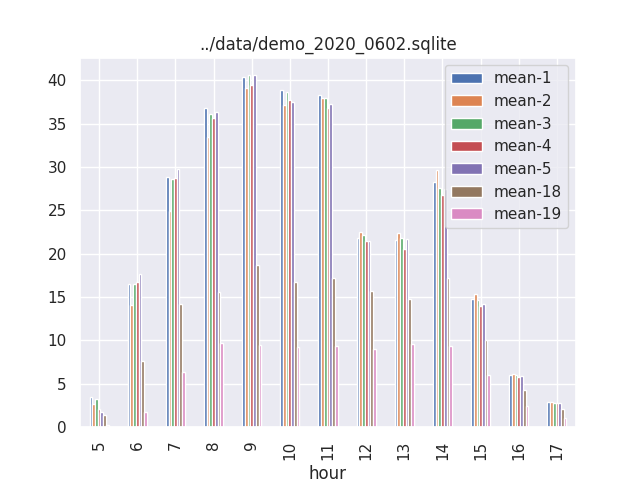 ../data/demo_2020_0602.sqlite
40
35
30
25
20
15
10
5
0
mean-1
mean-2
mean-3
mean-4
mean-5
mean-18
mean-19
5 6 7 8 9 10 11 12 13 14 15 16 17
hour